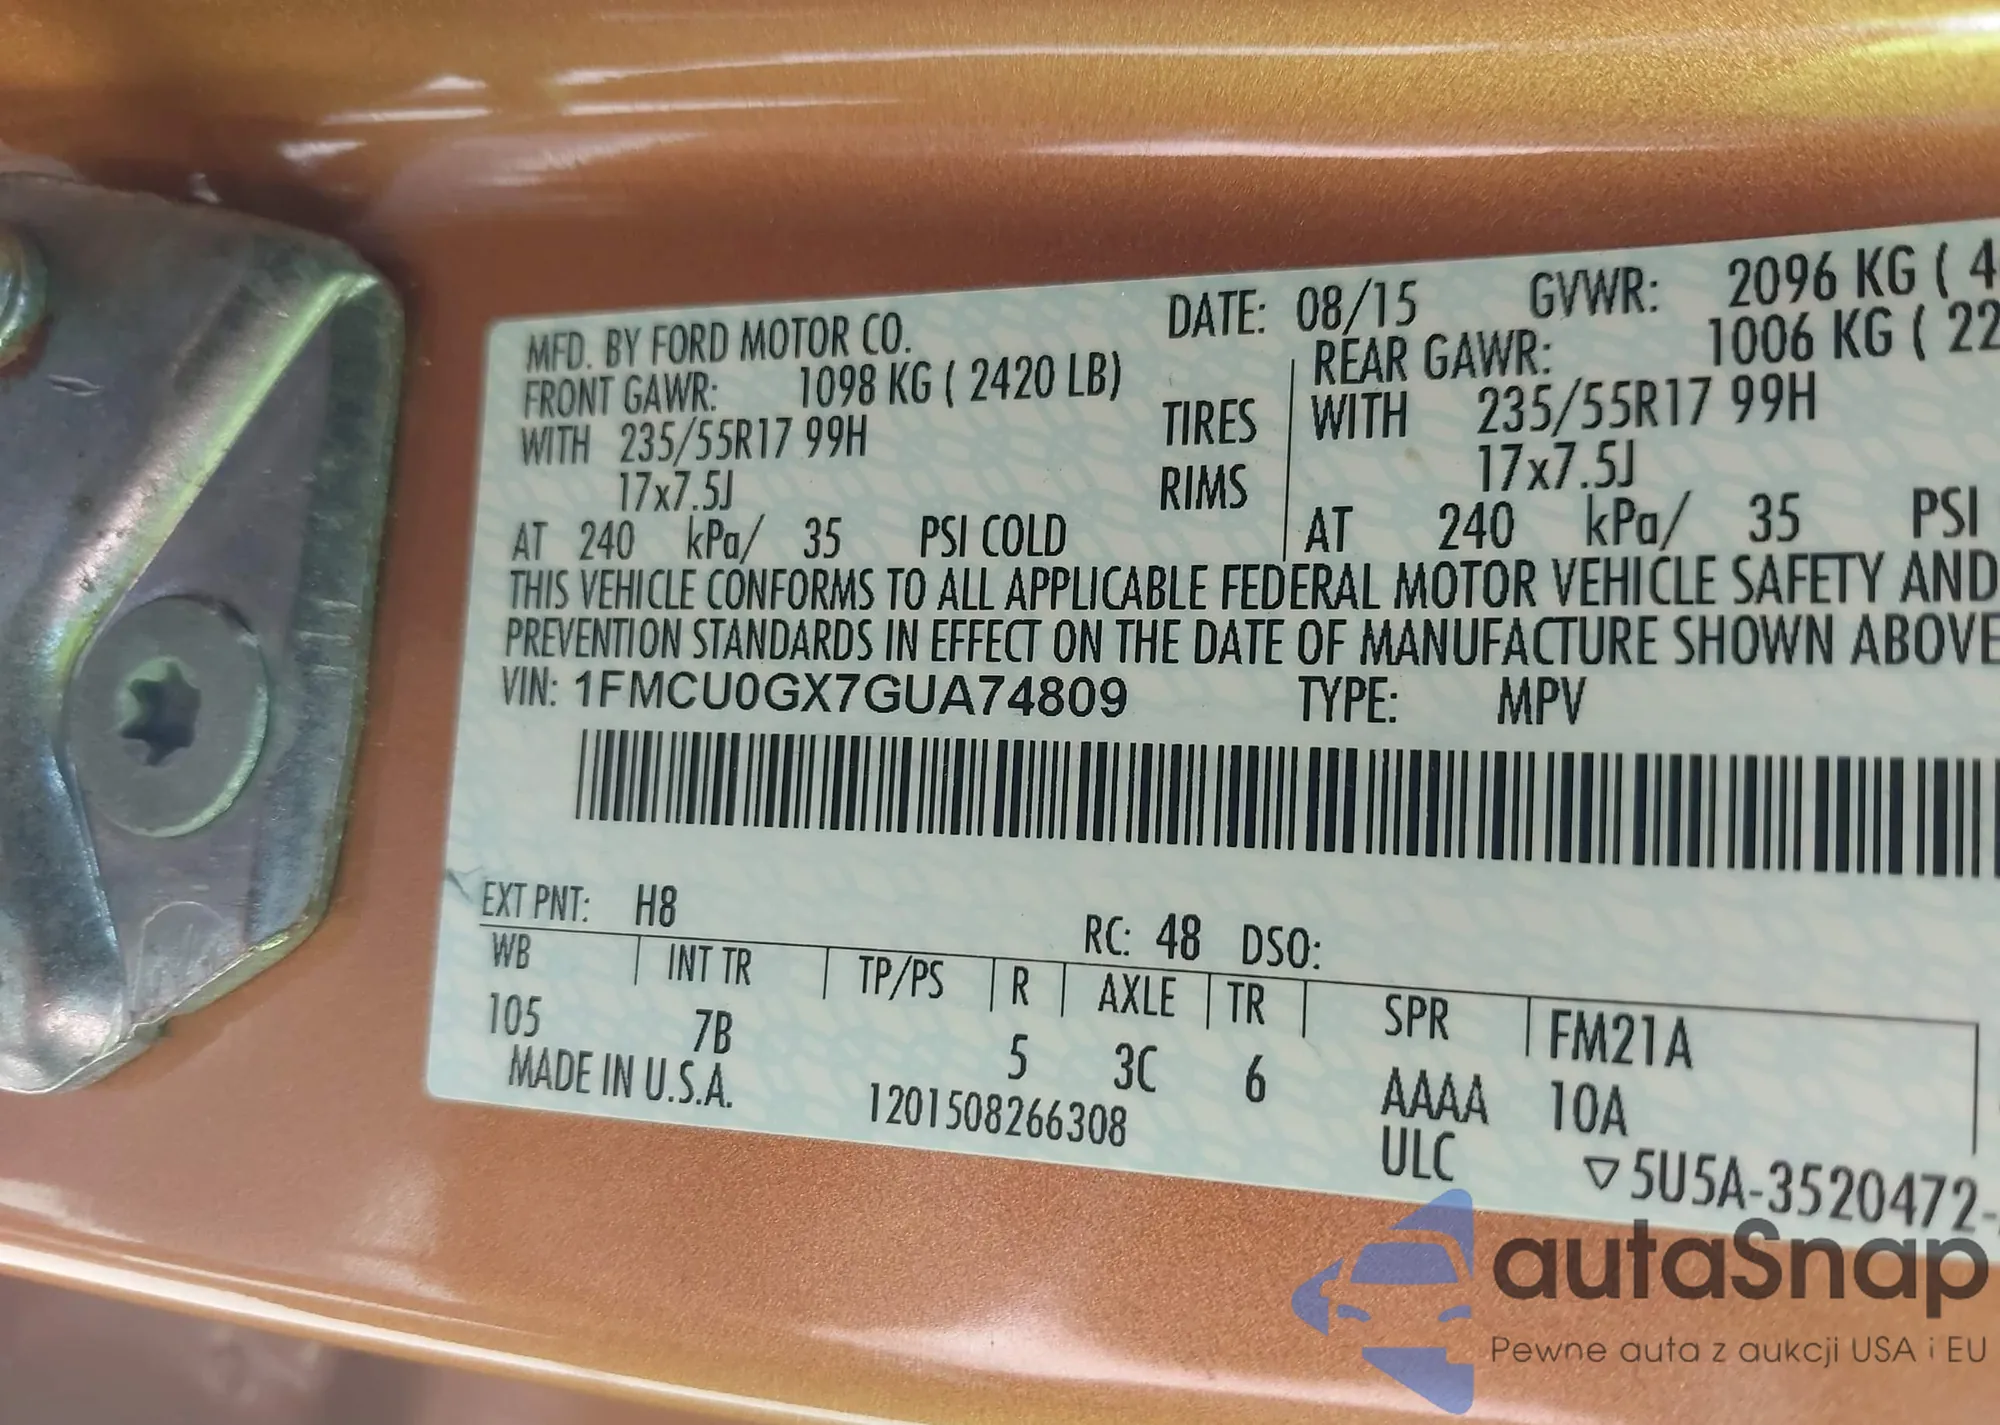 MFD. BY FORD MOTOR CO. DATE: 08/15 GVWR: 2096 KG ( 4
FRONT GAWR: 1098 KG ( 2420 LB) REAR GAWR: 1006 KG ( 22
WITH 235/55R17 99H TIRES WITH 235/55R17 99H
17x7.5J RIMS 17x7.5J
AT 240 kPa/ 35 PSI COLD AT 240 kPa/ 35 PSI
THIS VEHICLE CONFORMS TO ALL APPLICABLE FEDERAL MOTOR VEHICLE SAFETY AND
PREVENTION STANDARDS IN EFFECT ON THE DATE OF MANUFACTURE SHOWN ABOVE
VIN: 1FMCU0GX7GUA74809 TYPE: MPV
EXT PNT: H8 RC: 48 DSO:
WB INT TR TP/PS R AXLE TR SPR FM21A
105 7B 5 3C 6 AAAA 10A
MADE IN U.S.A. 1201508266308 ULC ▽5U5A-3520472-
autaSnap
Pewne auta z aukcji USA i EU